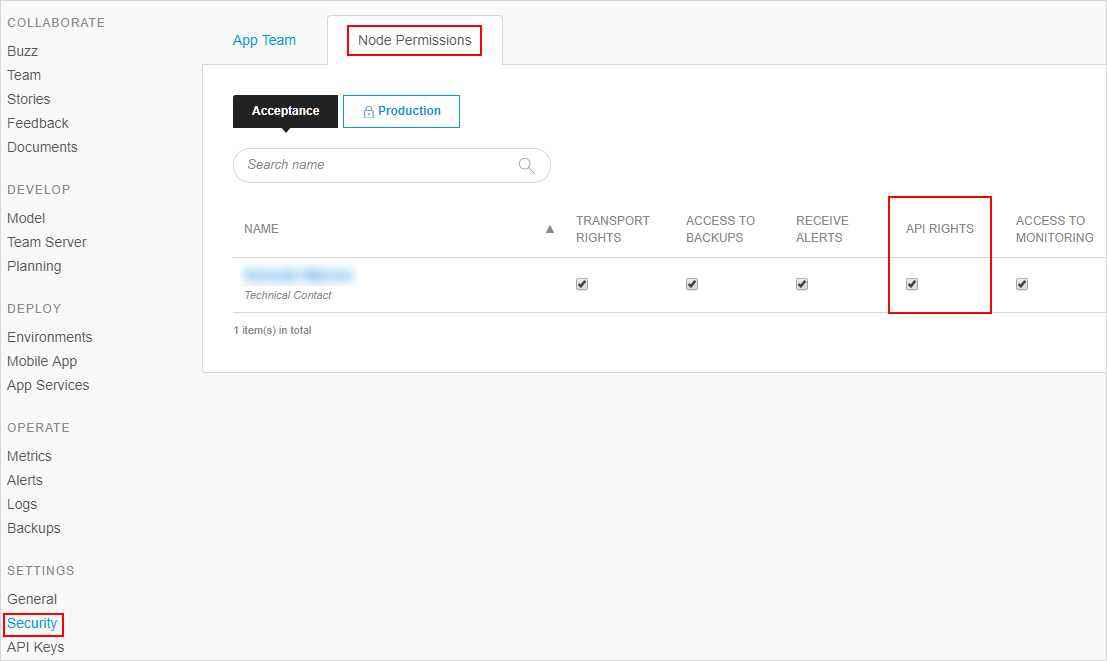 COLLABORATE
Buzz
Team
Stories
Feedback
Documents
DEVELOP
Model
Team Server
Planning
DEPLOY
Environments
Mobile App
App Services
OPERATE
Metrics
Alerts
Logs
Backups
SETTINGS
General
Security
API Keys
App Team
Node Permissions
Acceptance
Production
Search name
NAME
TRANSPORT RIGHTS
ACCESS TO BACKUPS
RECEIVE ALERTS
API RIGHTS
ACCESS TO MONITORING
Technical Contact
1 item(s) in total